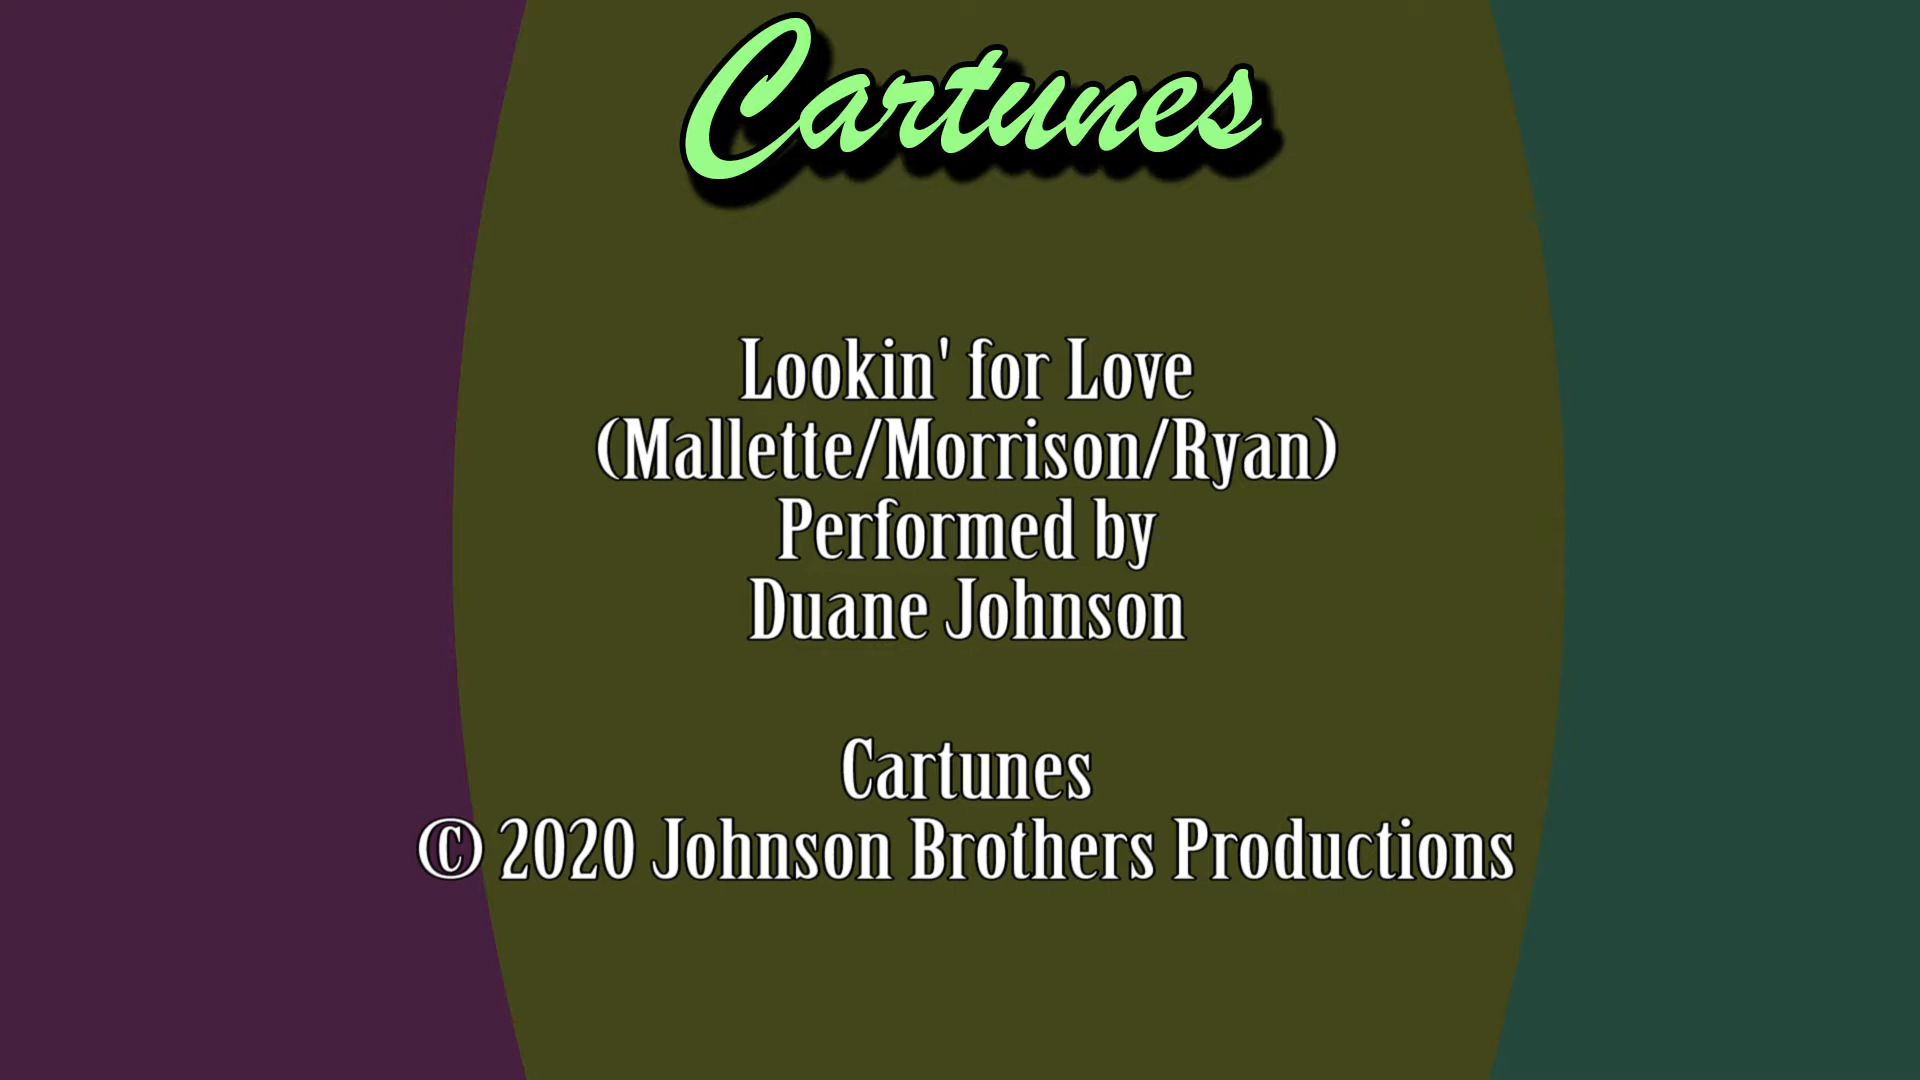 Cartunes
Lookin' for Love
(Mallette/Morrison/Ryan)
Performed by
Duane Johnson
Cartunes
© 2020 Johnson Brothers Productions